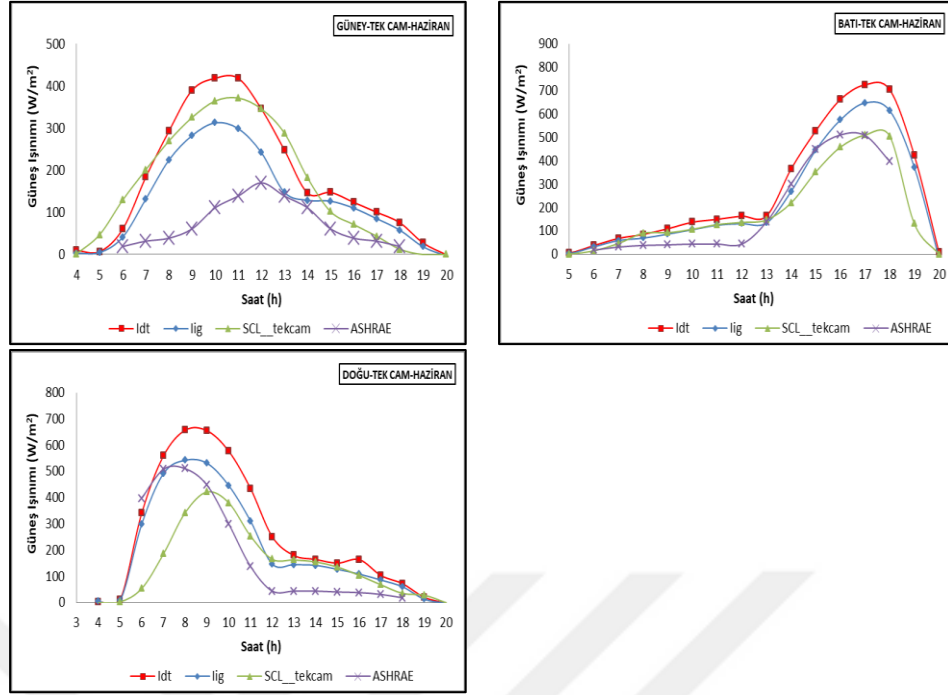 GÜNEY-TEK CAM-HAZİRAN
Güneş Işınımı (W/m²)
500
400
300
200
100
0
4 5 6 7 8 9 10 11 12 13 14 15 16 17 18 19 20
Saat (h)
Idt Iig SCL__tekcam ASHRAE
BATI-TEK CAM-HAZİRAN
Güneş Işınımı (W/m²)
900
800
700
600
500
400
300
200
100
0
5 6 7 8 9 10 11 12 13 14 15 16 17 18 19 20
Saat (h)
Idt Iig SCL__tekcam ASHRAE
DOĞU-TEK CAM-HAZİRAN
Güneş Işınımı (W/m²)
800
700
600
500
400
300
200
100
0
3 4 5 6 7 8 9 10 11 12 13 14 15 16 17 18 19 20
Saat (h)
Idt Iig SCL__tekcam ASHRAE